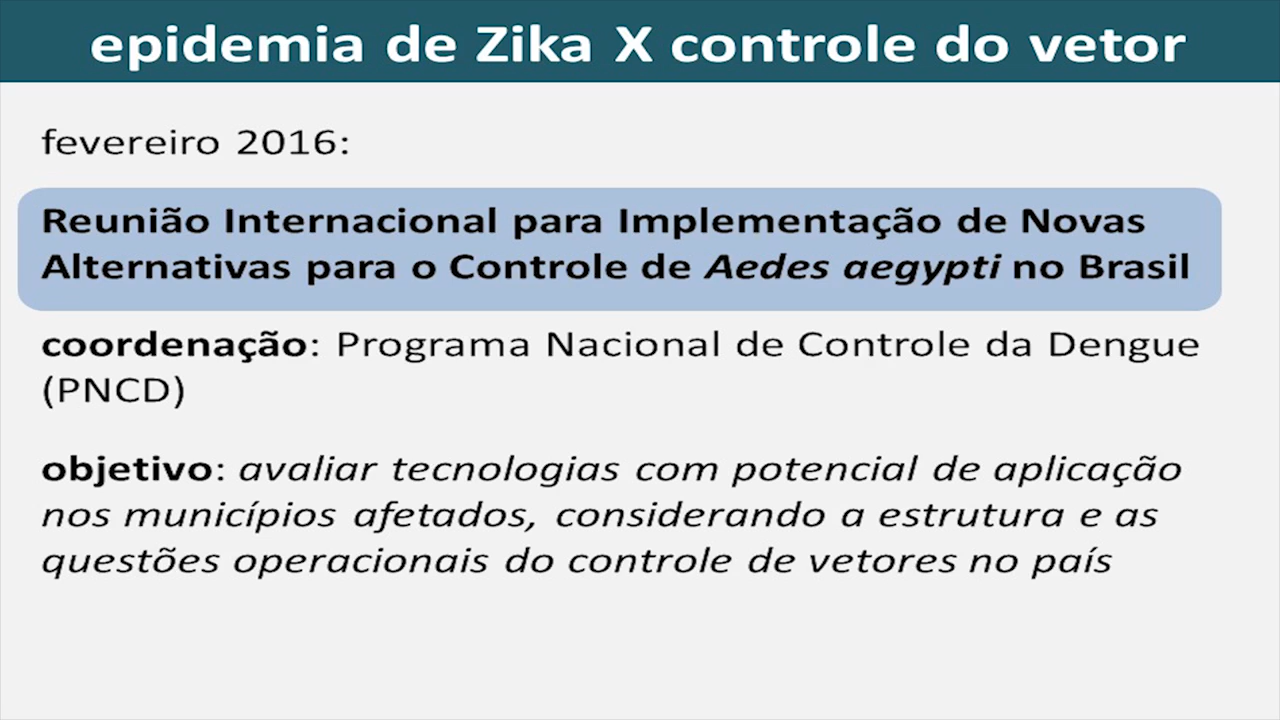 epidemia de Zika X controle do vetor
fevereiro 2016:
Reunião Internacional para Implementação de Novas
Alternativas para o Controle de Aedes aegypti no Brasil
coordenação: Programa Nacional de Controle da Dengue
(PNCD)
objetivo: avaliar tecnologias com potencial de aplicação
nos municípios afetados, considerando a estrutura e as
questões operacionais do controle de vetores no país